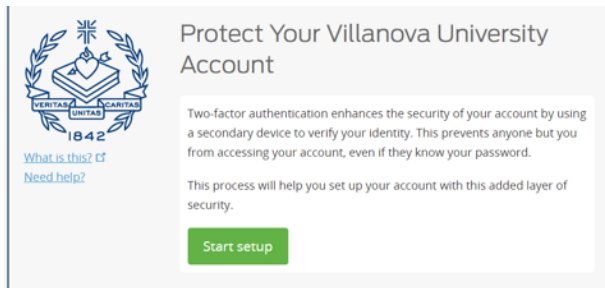 Protect Your Villanova University
Account
VERITAS
UNITAS
CARITAS
1842
What is this?
Need help?
Two-factor authentication enhances the security of your account by using
a secondary device to verify your identity. This prevents anyone but you
from accessing your account, even if they know your password.
This process will help you set up your account with this added layer of
security.
Start setup